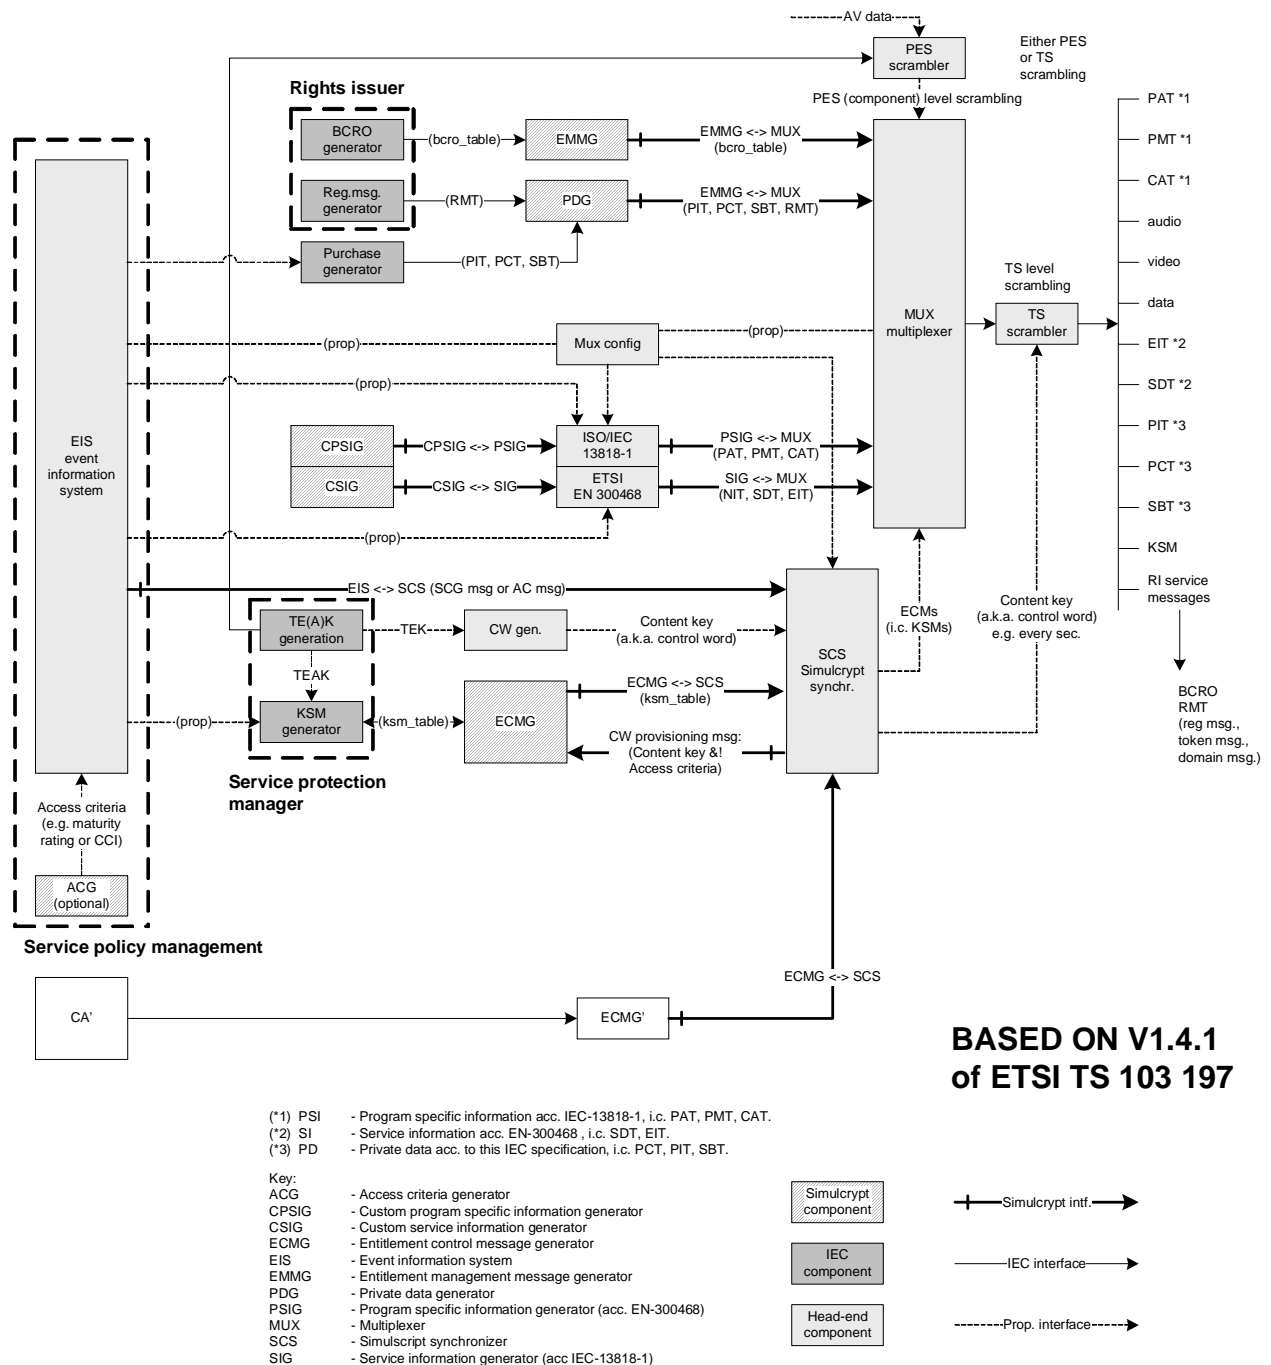 AV data
PES
scrambler
Either PES
or TS
scrambling
Rights issuer
PES (component) level scrambling
BCRO
generator
(bcro_table)
EMMG
EMMG <-> MUX
(bcro_table)
Reg.msg.
generator
(RMT)
PDG
EMMG <-> MUX
(PIT, PCT, SBT, RMT)
Purchase
generator
(PIT, PCT, SBT)
MUX
multiplexer
TS level
scrambling
TS
scrambler
PAT *1
PMT *1
CAT *1
audio
video
data
EIT *2
SDT *2
PIT *3
PCT *3
SBT *3
KSM
RI service
messages
BCRO
RMT
(reg msg.,
token msg.,
domain msg.)
(prop)
Mux config
(prop)
(prop)
EIS
event
information
system
CPSIG
CPSIG <-> PSIG
ISO/IEC
13818-1
PSIG <-> MUX
(PAT, PMT, CAT)
CSIG
CSIG <-> SIG
ETSI
EN 300468
SIG <-> MUX
(NIT, SDT, EIT)
(prop)
EIS <-> SCS (SCG msg or AC msg)
TE(A)K
generation
TEK
CW gen.
Content key
(a.k.a. control word)
SCS
Simulcrypt
synchr.
ECMs
(i.c. KSMs)
Content key
(a.k.a. control word)
e.g. every sec.
TEAK
(prop)
KSM
generator
(ksm_table)
ECMG
ECMG <-> SCS
(ksm_table)
CW provisioning msg:
(Content key &!
Access criteria)
Service protection
manager
Access criteria
(e.g. maturity
rating or CCI)
ACG
(optional)
Service policy management
ECMG <-> SCS
CA'
ECMG'
BASED ON V1.4.1
of ETSI TS 103 197
(*1) PSI - Program specific information acc. IEC-13818-1, i.c. PAT, PMT, CAT.
(*2) SI - Service information acc. EN-300468 , i.c. SDT, EIT.
(*3) PD - Private data acc. to this IEC specification, i.c. PCT, PIT, SBT.
Key:
ACG - Access criteria generator
CPSIG - Custom program specific information generator
CSIG - Custom service information generator
ECMG - Entitlement control message generator
EIS - Event information system
EMMG - Entitlement management message generator
PDG - Private data generator
PSIG - Program specific information generator (acc. EN-300468)
MUX - Multiplexer
SCS - Simulscript synchronizer
SIG - Service information generator (acc IEC-13818-1)
Simulcrypt
component
Simulcrypt intf.
IEC
component
IEC interface
Head-end
component
Prop. interface